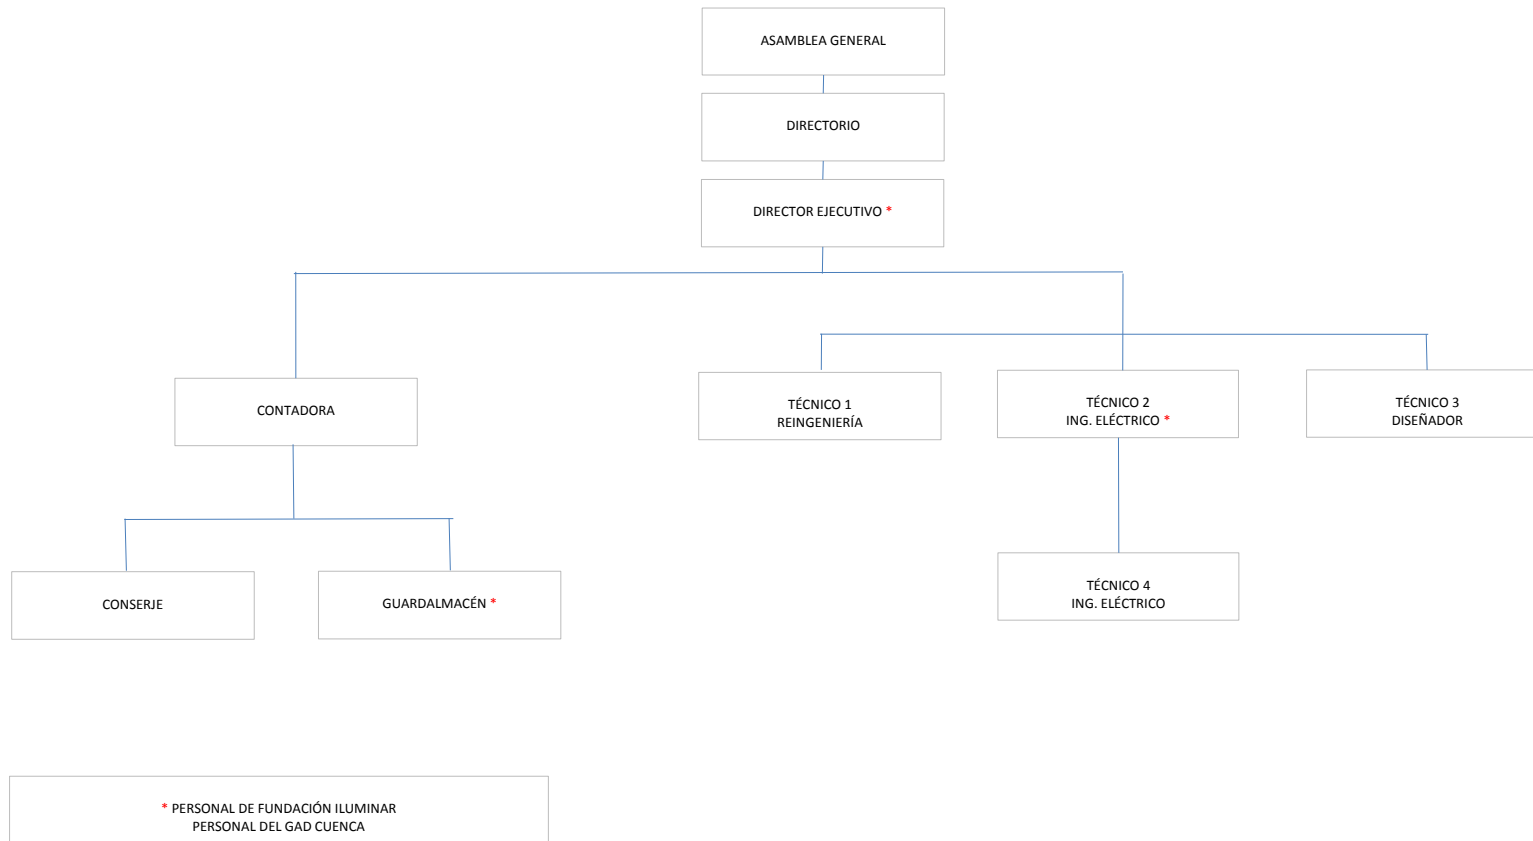 ASAMBLEA GENERAL
DIRECTORIO
DIRECTOR EJECUTIVO *
CONTADORA
TÉCNICO 1
REINGENIERÍA
TÉCNICO 2
ING. ELÉCTRICO *
TÉCNICO 3
DISEÑADOR
CONSERJE
GUARDALMACÉN *
TÉCNICO 4
ING. ELÉCTRICO
* PERSONAL DE FUNDACIÓN ILUMINAR
PERSONAL DEL GAD CUENCA